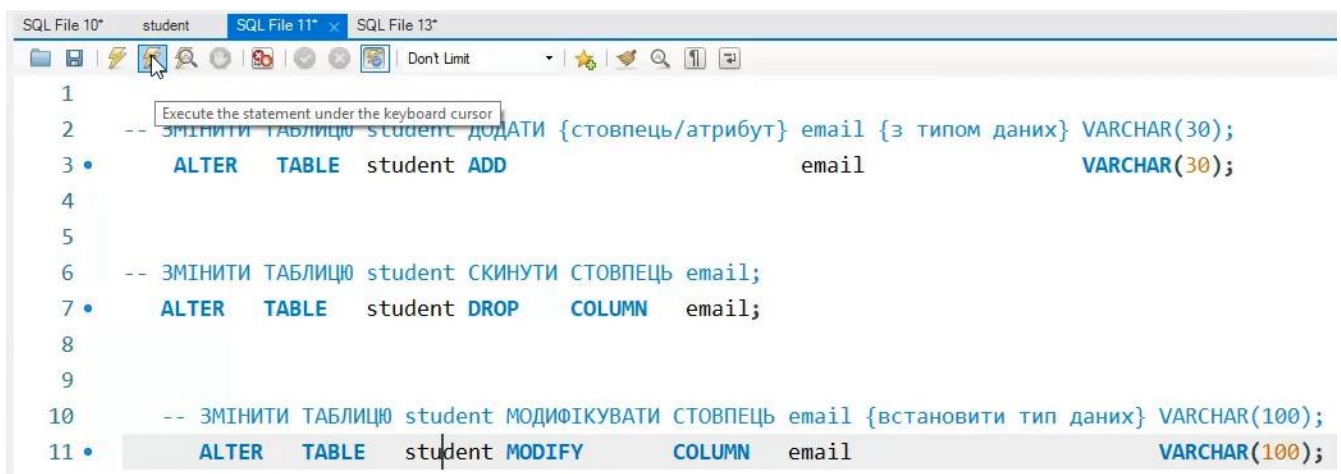 SQL File 10* student SQL File 11* × SQL File 13*
Don't Limit
1
Execute the statement under the keyboard cursor
2 -- ЗМІНИТИ ТАБЛИЦЮ student ДОДАТИ {стовпець/атрибут} email {з типом даних} VARCHAR(30);
3 ALTER TABLE student ADD email VARCHAR(30);
4
5
6 -- ЗМІНИТИ ТАБЛИЦЮ student СКИНУТИ СТОВПЕЦЬ email;
7 ALTER TABLE student DROP COLUMN email;
8
9
10 -- ЗМІНИТИ ТАБЛИЦЮ student МОДИФІКУВАТИ СТОВПЕЦЬ email {встановити тип даних} VARCHAR(100);
11 ALTER TABLE student MODIFY COLUMN email VARCHAR(100);